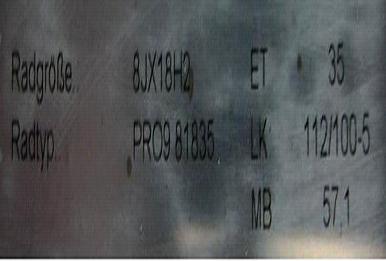 Radgröße. 8JX18H2 ET 35
Radtyp. PRO9 81835 LK 112/100-5
MB 57,1